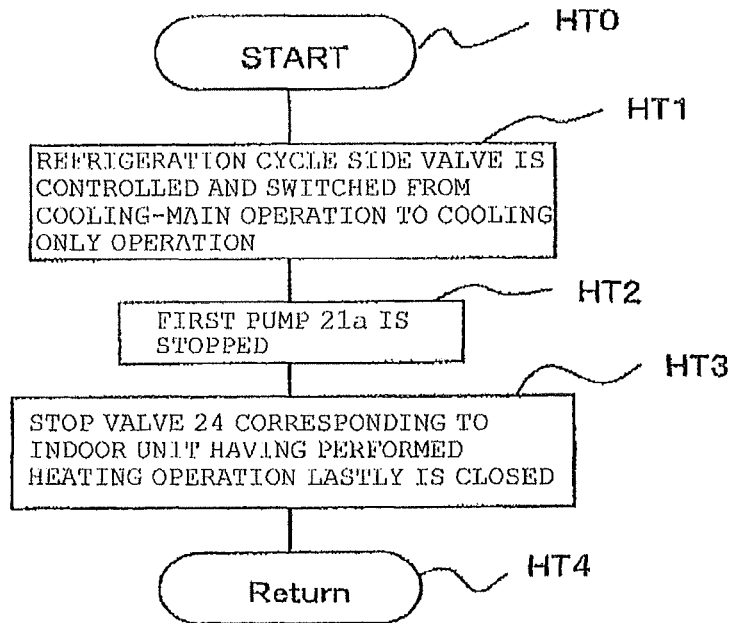 START
HT0
HT1
REFRIGERATION CYCLE SIDE VALVE IS
CONTROLLED AND SWITCHED FROM
COOLING-MAIN OPERATION TO COOLING
ONLY OPERATION
HT2
FIRST PUMP 21a IS
STOPPED
HT3
STOP VALVE 24 CORRESPONDING TO
INDOOR UNIT HAVING PERFORMED
HEATING OPERATION LASTLY IS CLOSED
Return
HT4